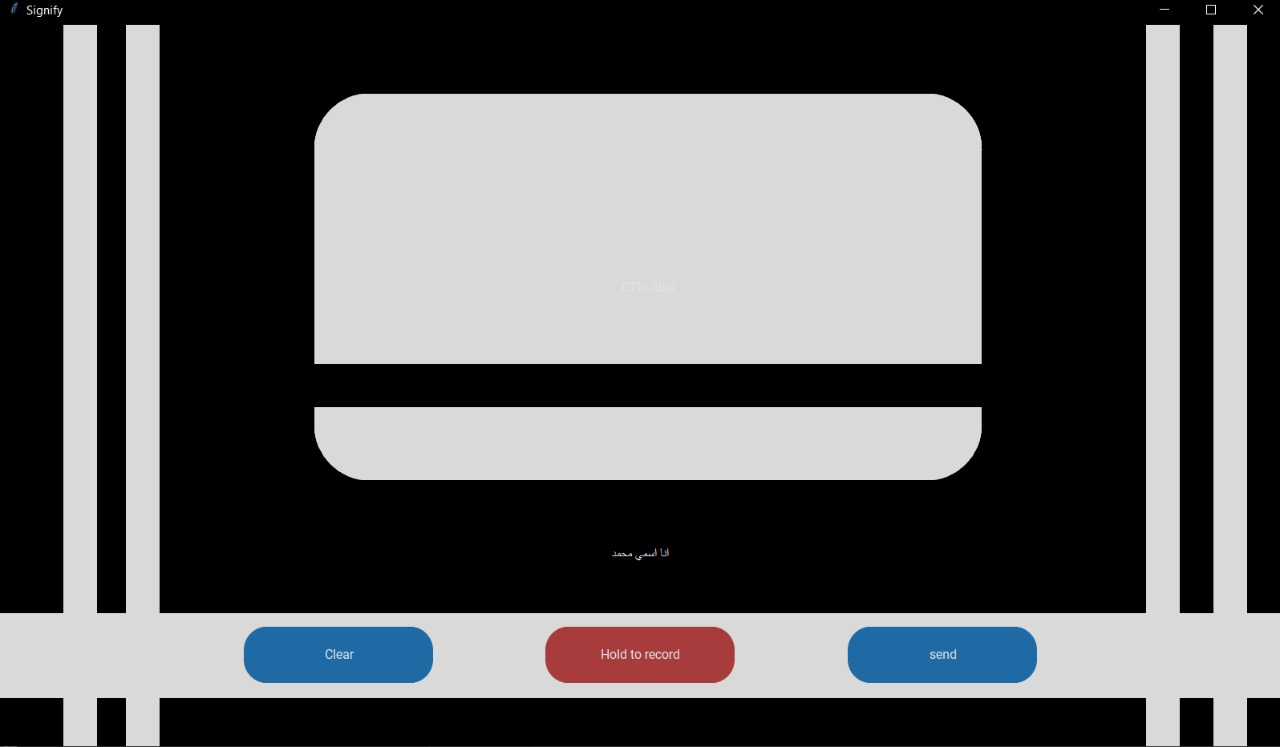 Signify
CTkLabel
انا اسمي محمد
Clear
Hold to record
send